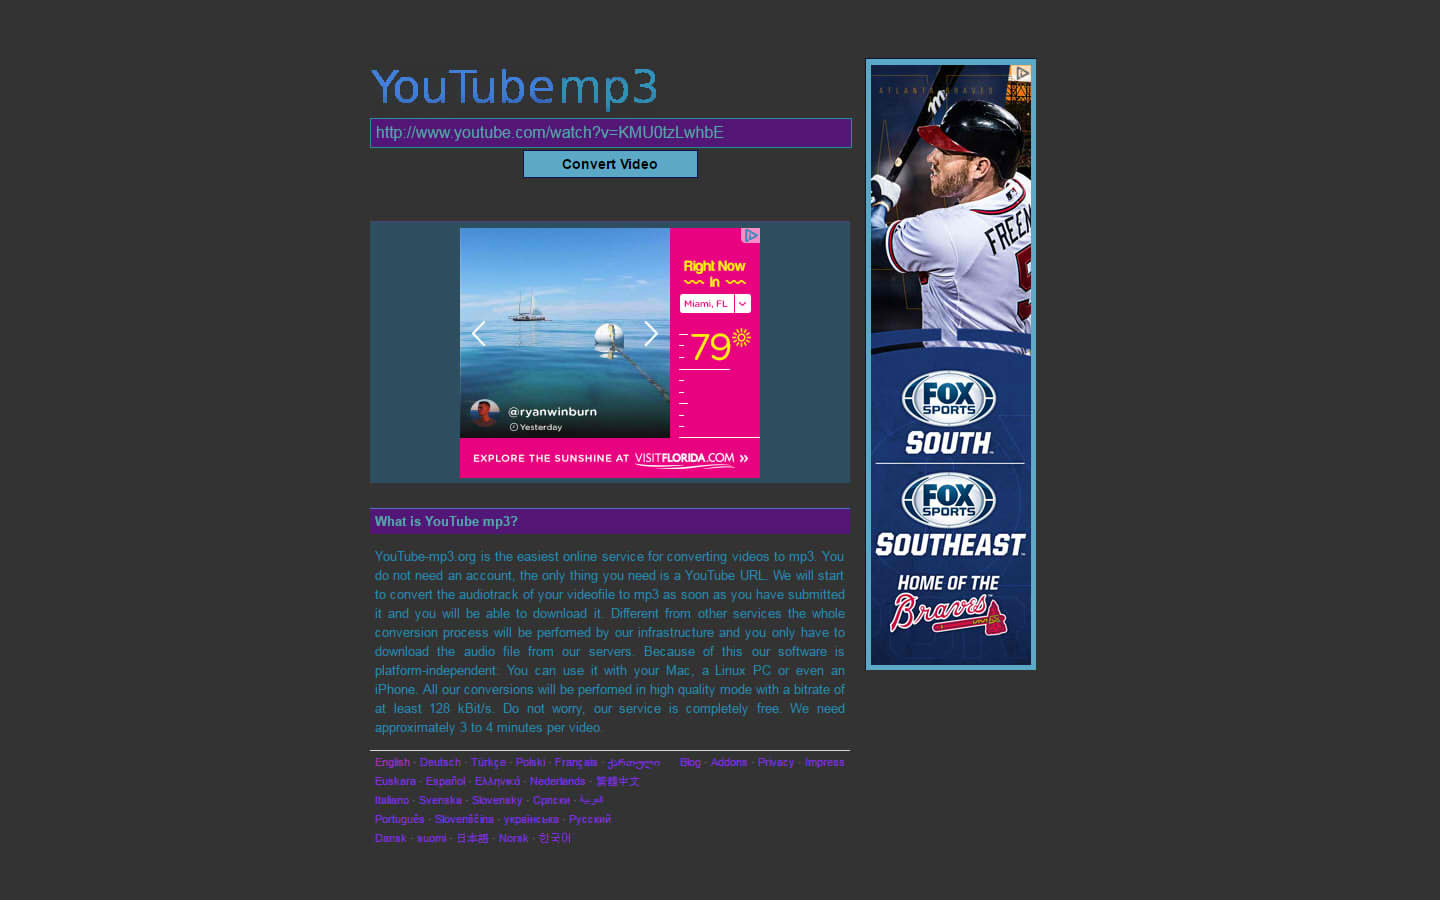 YouTube mp3
http://www.youtube.com/watch?v=KMU0tzLwhbE
Convert Video
Right Now
in
Miami, FL
79
@ryanwinburn
Yesterday
EXPLORE THE SUNSHINE AT VISITFLORIDA.COM »
What is YouTube mp3?
YouTube-mp3.org is the easiest online service for converting videos to mp3. You
do not need an account, the only thing you need is a YouTube URL. We will start
to convert the audiotrack of your videofile to mp3 as soon as you have submitted
it and you will be able to download it. Different from other services the whole
conversion process will be perfomed by our infrastructure and you only have to
download the audio file from our servers. Because of this our software is
platform-independent: You can use it with your Mac, a Linux PC or even an
iPhone. All our conversions will be perfomed in high quality mode with a bitrate of
at least 128 kBit/s. Do not worry, our service is completely free. We need
approximately 3 to 4 minutes per video.
English - Deutsch - Türkçe - Polski - Français - ქართული
Blog - Addons - Privacy - Impress
Euskara - Español - Ελληνικά - Nederlands - 繁體中文
Italiano - Svenska - Slovensky - Српски - العربية
Português - Slovenščina - українська - Русский
Dansk - suomi - 日本語 - Norsk - 한국어
ATLANTA BRAVES
FREEM
5
FOX
SPORTS
SOUTH
FOX
SPORTS
SOUTHEAST
HOME OF THE
Braves